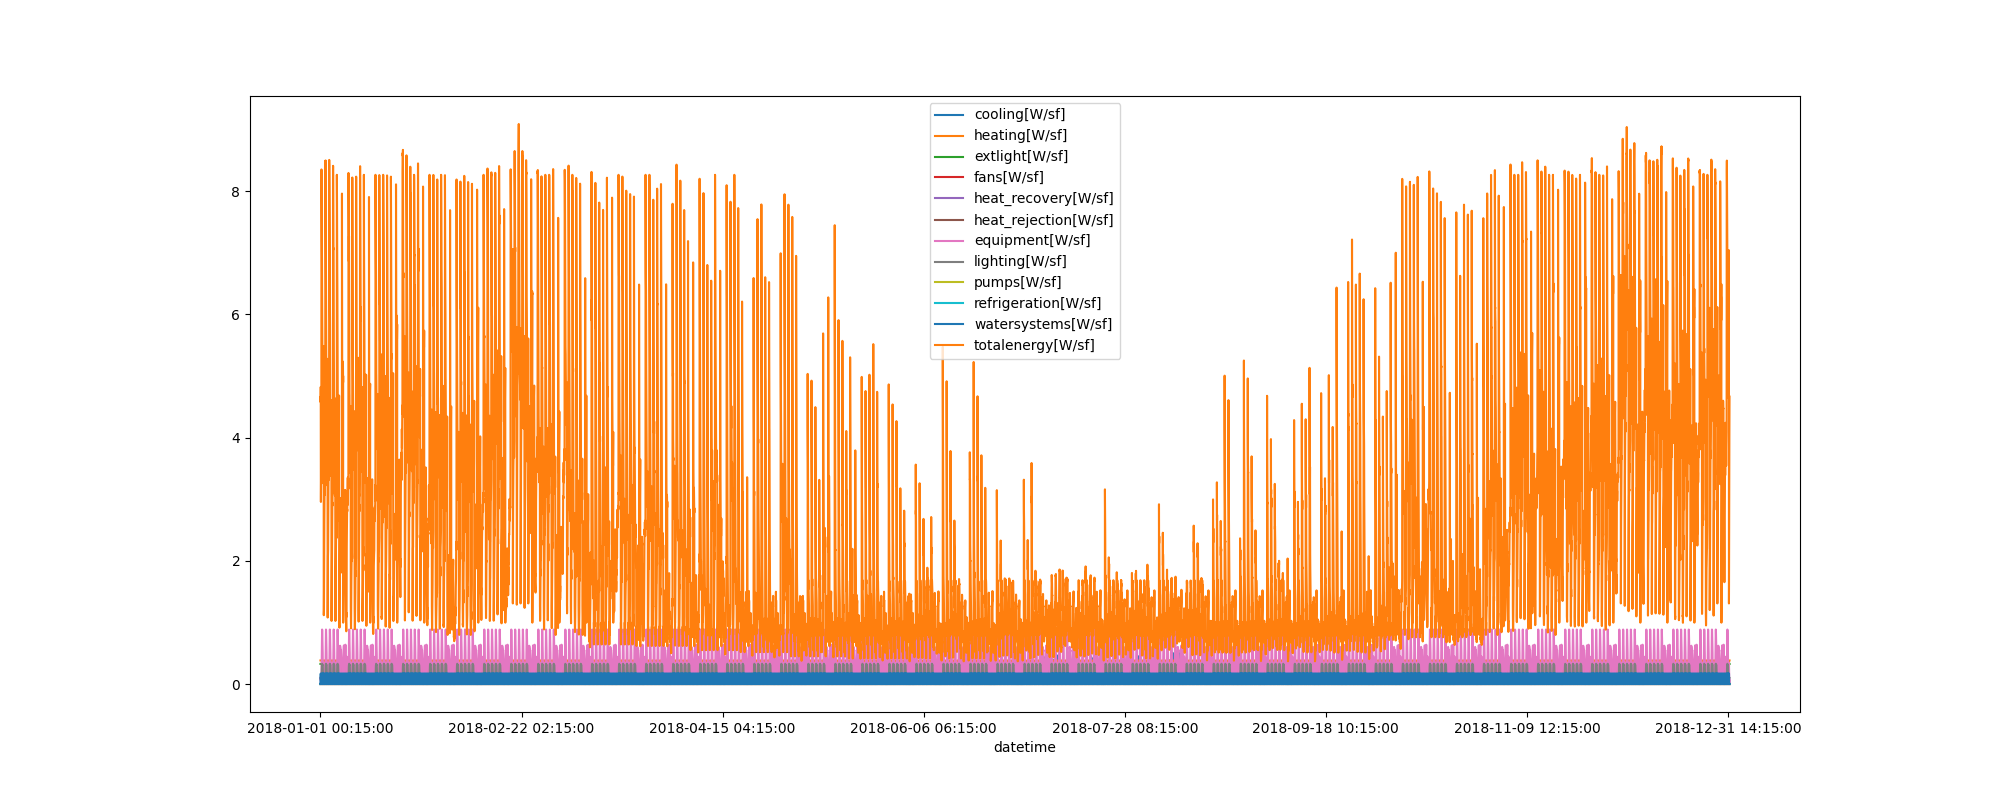 cooling[W/sf]
heating[W/sf]
extlight[W/sf]
fans[W/sf]
heat_recovery[W/sf]
heat_rejection[W/sf]
equipment[W/sf]
lighting[W/sf]
pumps[W/sf]
refrigeration[W/sf]
watersystems[W/sf]
totalenergy[W/sf]
8
6
4
2
0
2018-01-01 00:15:00 2018-02-22 02:15:00 2018-04-15 04:15:00 2018-06-06 06:15:00 2018-07-28 08:15:00 2018-09-18 10:15:00 2018-11-09 12:15:00 2018-12-31 14:15:00
datetime